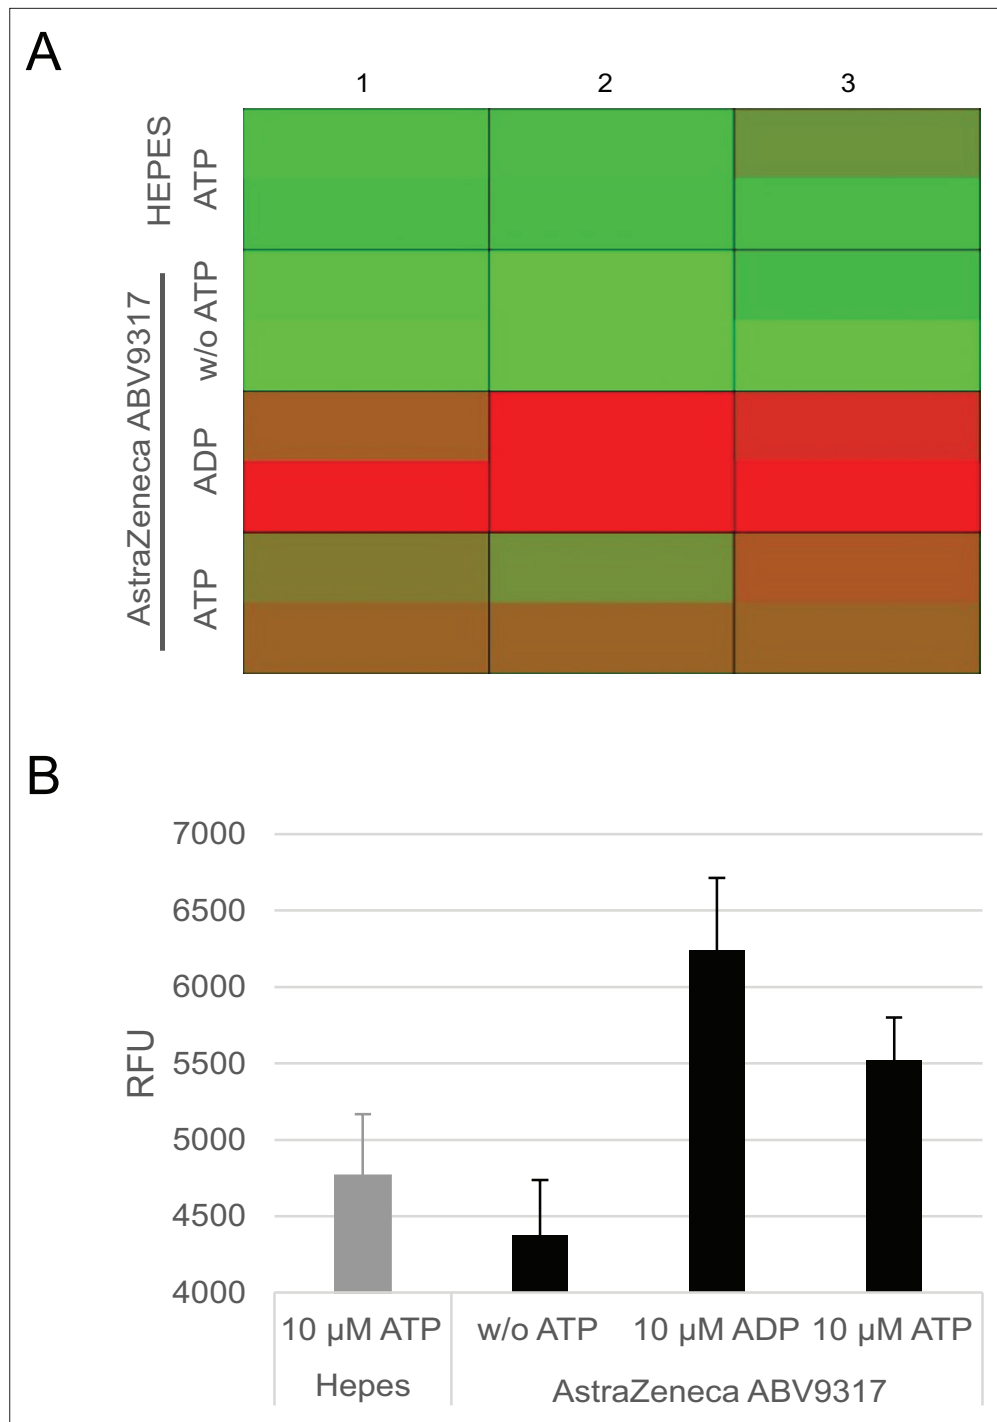 A
1 2 3
HEPES
ATP
AstraZeneca ABV9317
w/o ATP
ADP
ATP
B
7000
6500
6000
5500
5000
4500
4000
RFU
10 µM ATP w/o ATP 10 µM ADP 10 µM ATP
Hepes AstraZeneca ABV9317